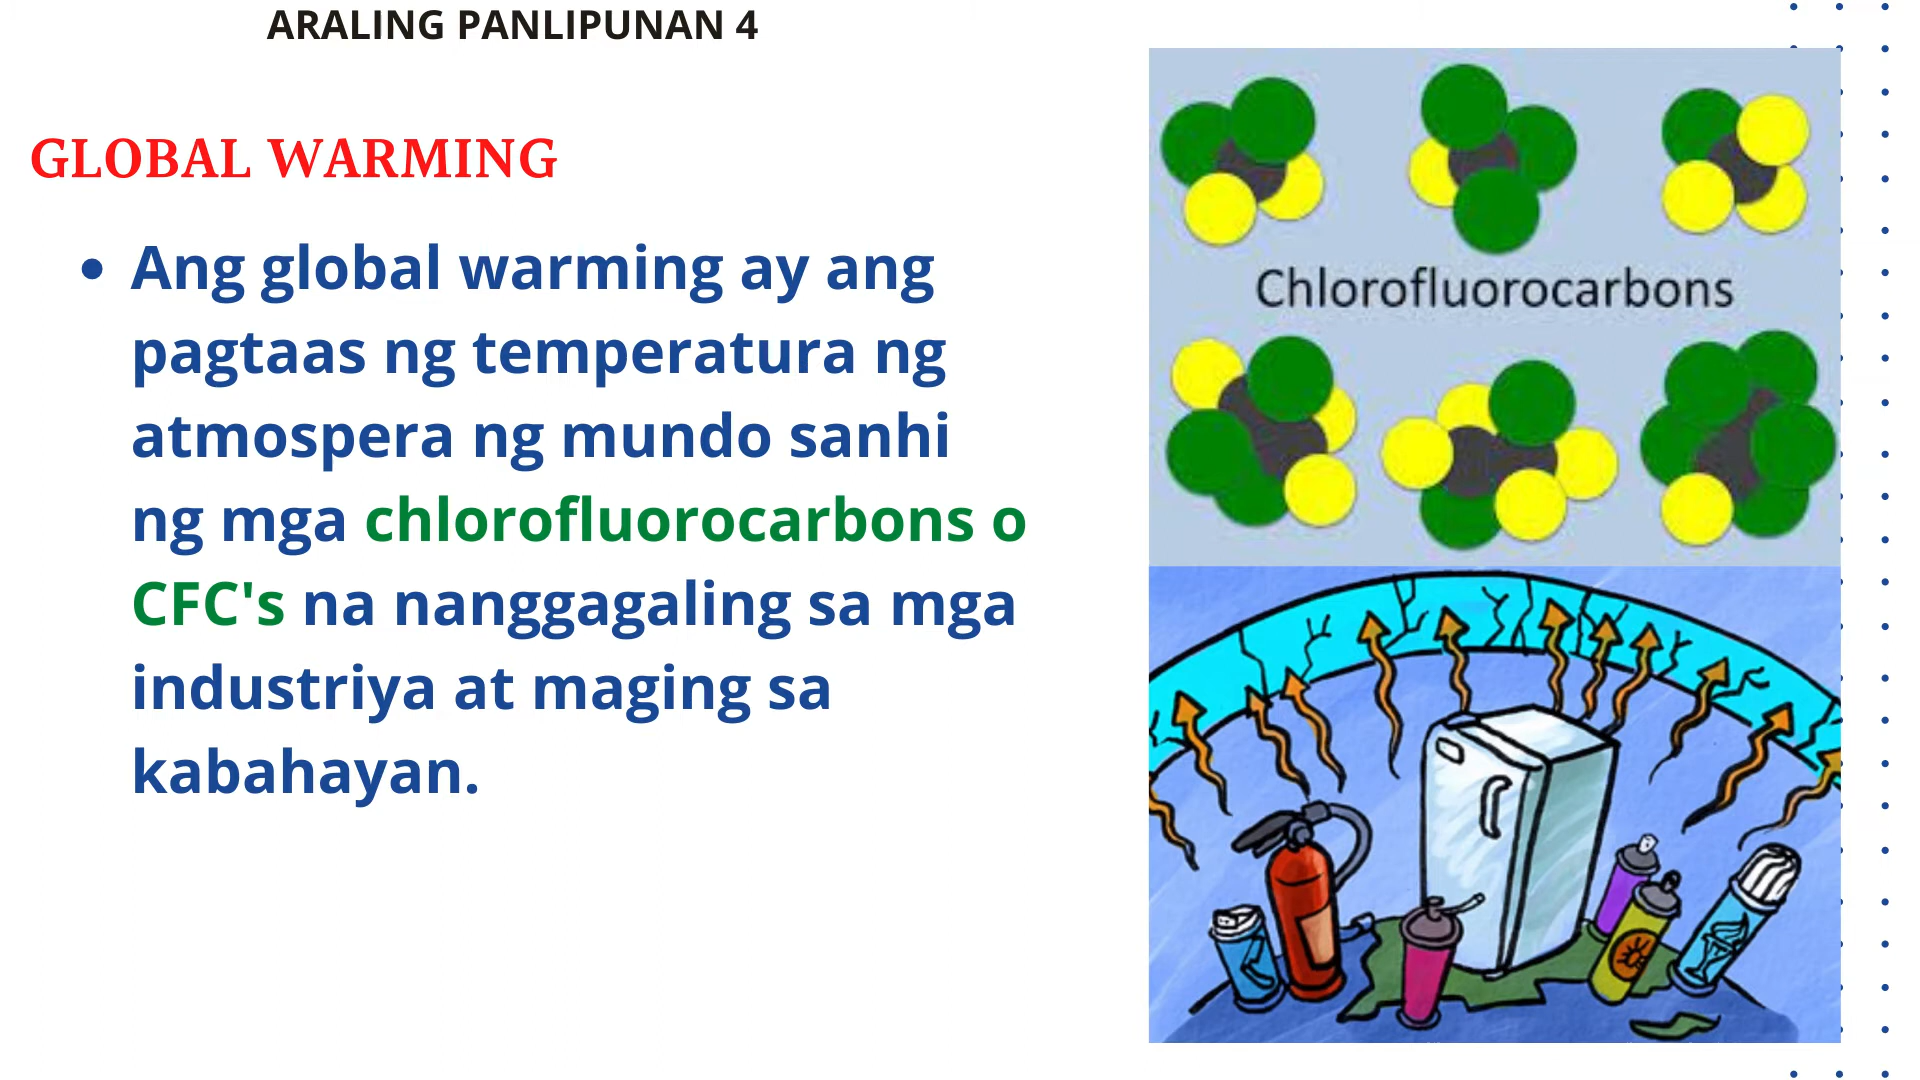 ARALING PANLIPUNAN 4
GLOBAL WARMING
• Ang global warming ay ang
pagtaas ng temperatura ng
atmospera ng mundo sanhi
ng mga chlorofluorocarbons o
CFC's na nanggagaling sa mga
industriya at maging sa
kabahayan.
Chlorofluorocarbons